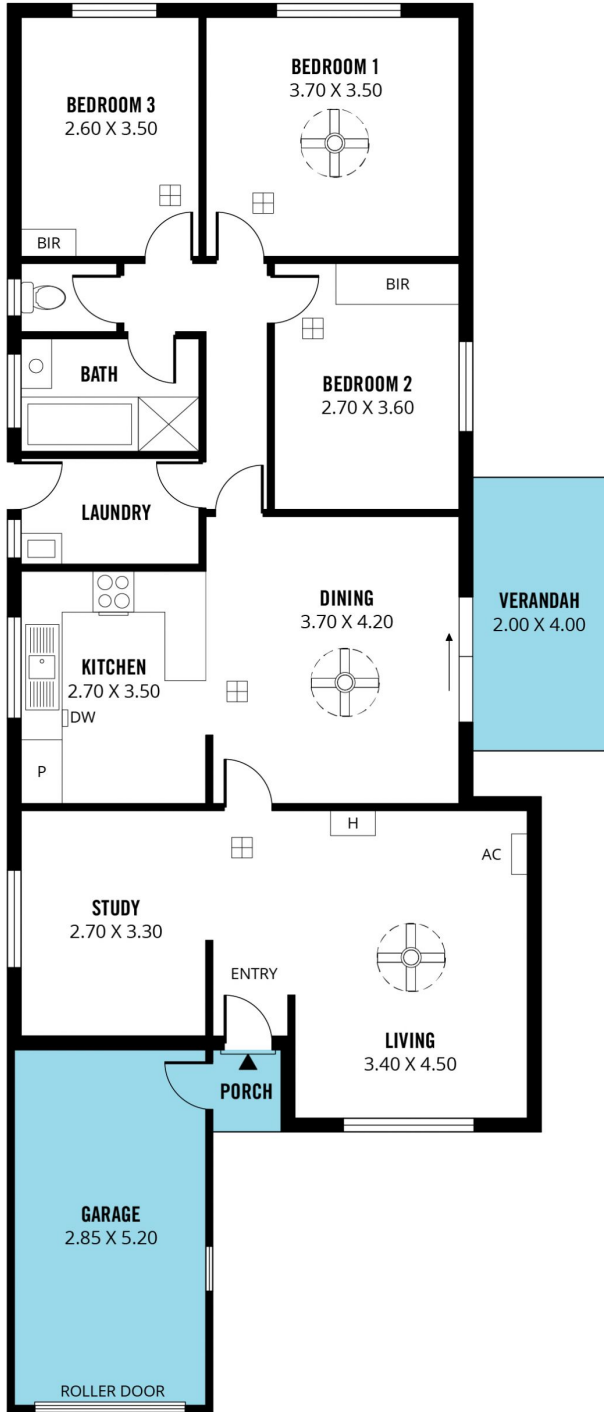 BEDROOM 3
2.60 X 3.50
BEDROOM 1
3.70 X 3.50
BIR
BIR
BATH
BEDROOM 2
2.70 X 3.60
LAUNDRY
DINING
3.70 X 4.20
VERANDAH
2.00 X 4.00
KITCHEN
2.70 X 3.50
DW
P
H
AC
STUDY
2.70 X 3.30
ENTRY
LIVING
3.40 X 4.50
PORCH
GARAGE
2.85 X 5.20
ROLLER DOOR